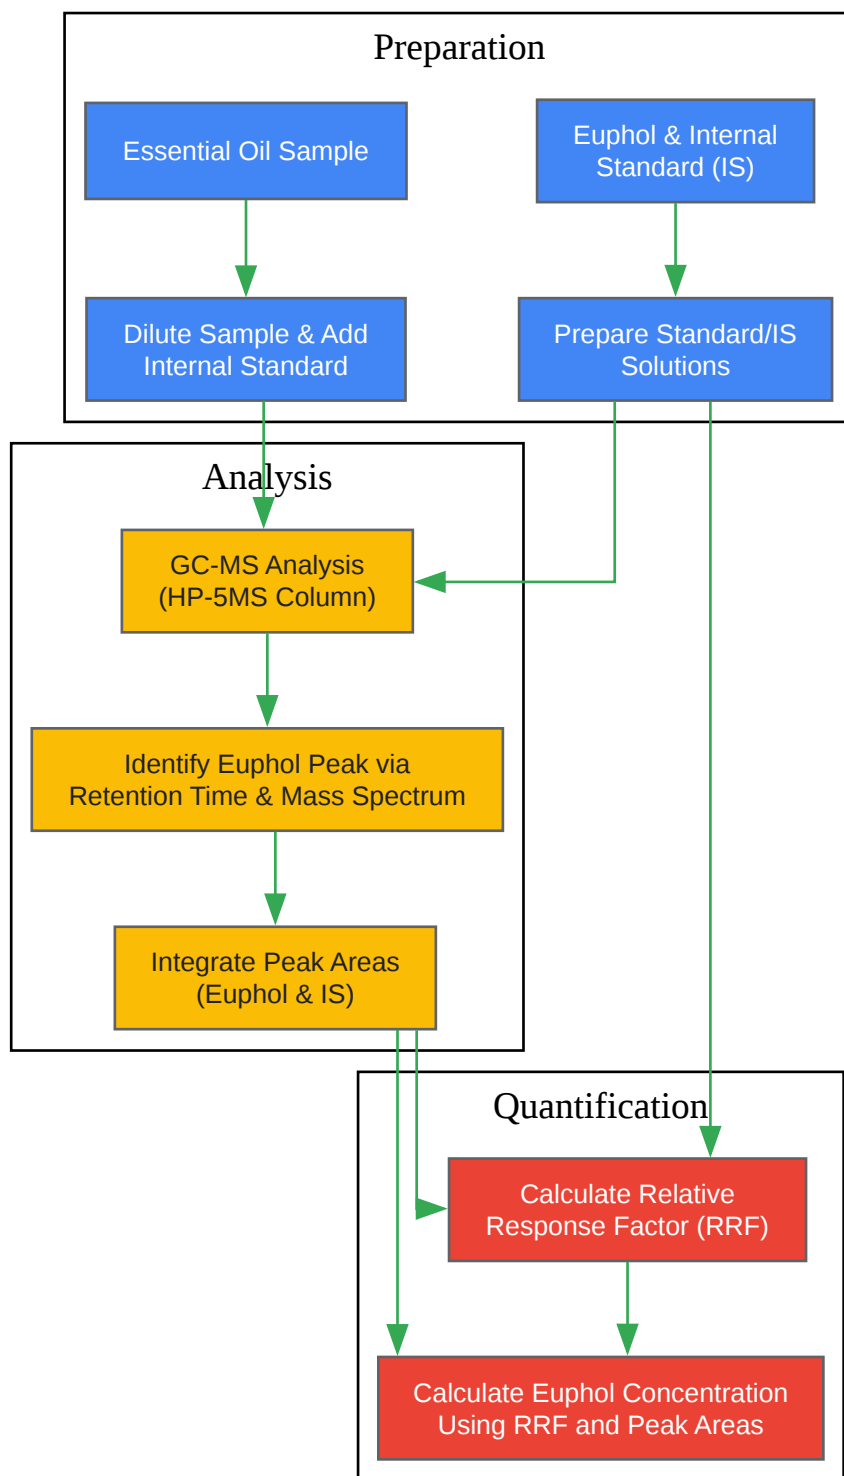 Preparation
Essential Oil Sample
Euphol & Internal
Standard (IS)
Dilute Sample & Add
Internal Standard
Prepare Standard/IS
Solutions
Analysis
GC-MS Analysis
(HP-5MS Column)
Identify Euphol Peak via
Retention Time & Mass Spectrum
Integrate Peak Areas
(Euphol & IS)
Quantification
Calculate Relative
Response Factor (RRF)
Calculate Euphol Concentration
Using RRF and Peak Areas